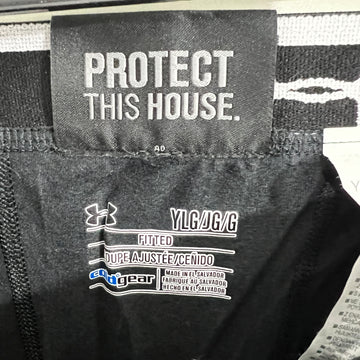 PROTECT
THIS HOUSE.
AD
YLG/JG/G
FITTED
COUPE AJUSTÉE/CEÑIDO
coldgear
MADE IN EL SALVADOR
FABRIQUÉ AU SALVADOR
HECHO EN EL SALVADOR